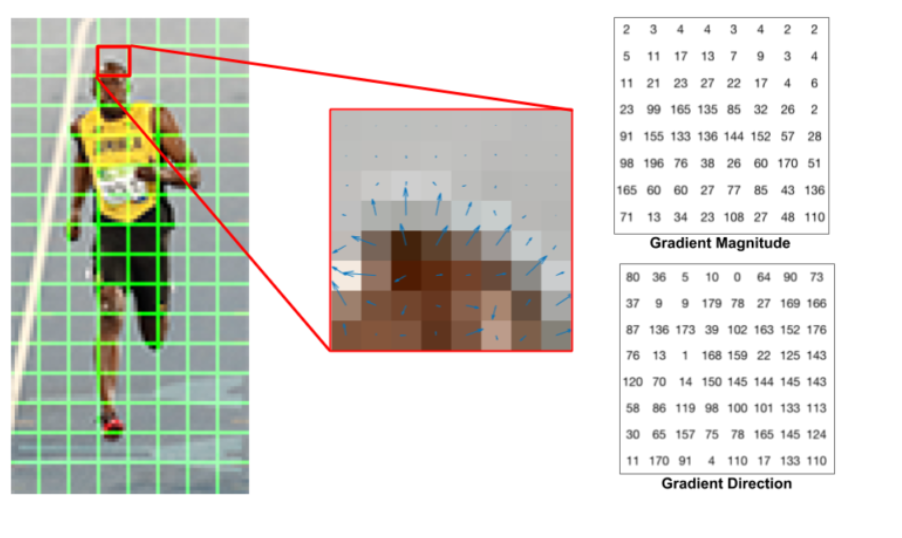 2 3 4 4 3 4 2 2
5 11 17 13 7 9 3 4
11 21 23 27 22 17 4 6
23 99 165 135 85 32 26 2
91 155 133 136 144 152 57 28
98 196 76 38 26 60 170 51
165 60 60 27 77 85 43 136
71 13 34 23 108 27 48 110
Gradient Magnitude
80 36 5 10 0 64 90 73
37 9 9 179 78 27 169 166
87 136 173 39 102 163 152 176
76 13 1 168 159 22 125 143
120 70 14 150 145 144 145 143
58 86 119 98 100 101 133 113
30 65 157 75 78 165 145 124
11 170 91 4 110 17 133 110
Gradient Direction